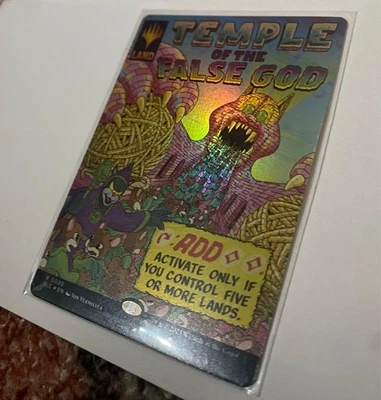 LAND
TEMPLE
OF THE
FALSE GOD
: ADD
ACTIVATE ONLY IF
YOU CONTROL FIVE
OR MORE LANDS.